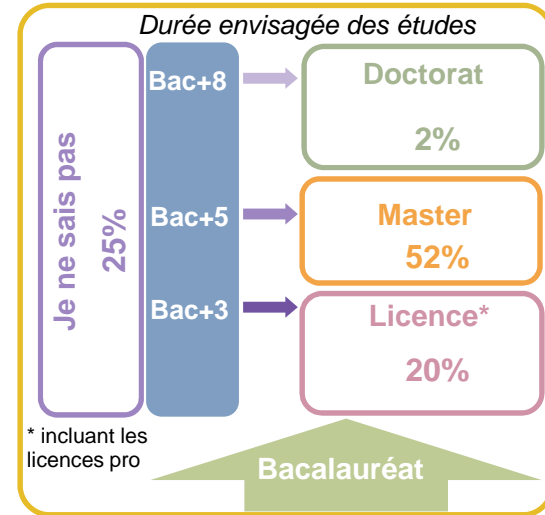 Durée envisagée des études
Je ne sais pas
25%
Bac+8
Doctorat
2%
Bac+5
Master
52%
Bac+3
Licence*
20%
* incluant les
licences pro
Bacalauréat